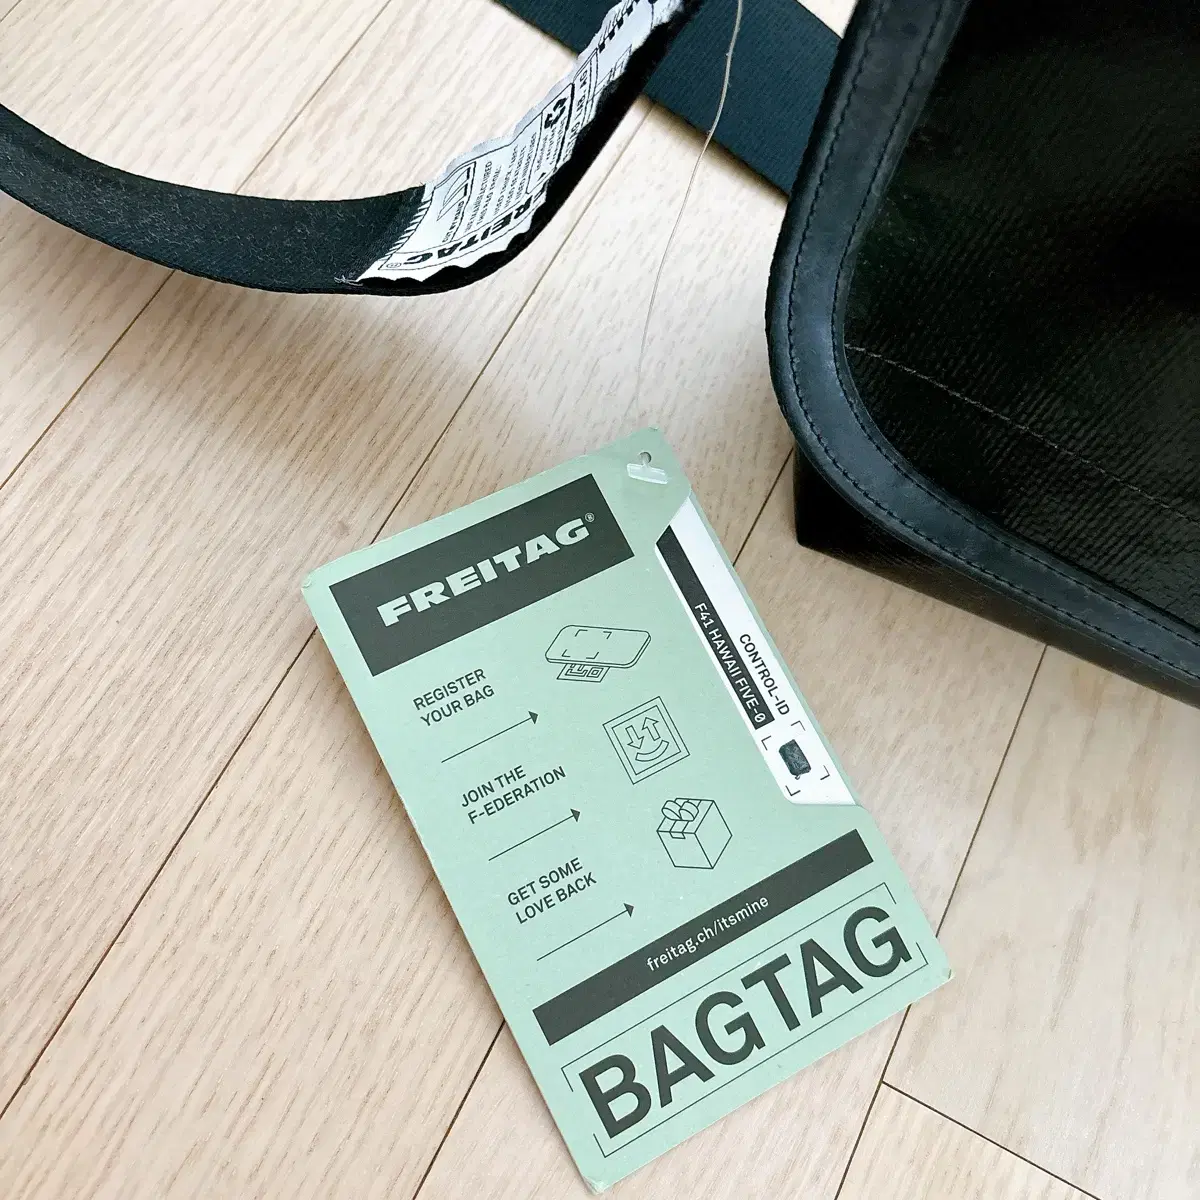 FREITAG®
FREITAG®
REGISTER
YOUR BAG
JOIN THE
F-EDERATION
GET SOME
LOVE BACK
CONTROL-ID
F41 HAWAII FIVE-0
freitag.ch/itsmine
BAGTAG